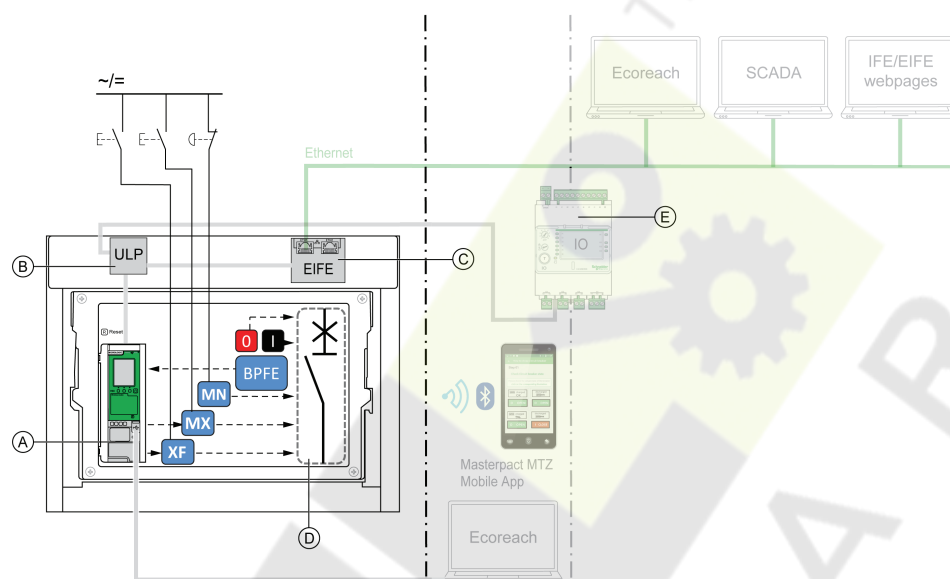 ~/=
Ecoreach
SCADA
IFE/EIFE
webpages
Ethernet
E
IO
B
ULP
EIFE
C
Reset
O
I
BPFE
MN
MX
XF
A
D
Masterpact MTZ
Mobile App
Ecoreach